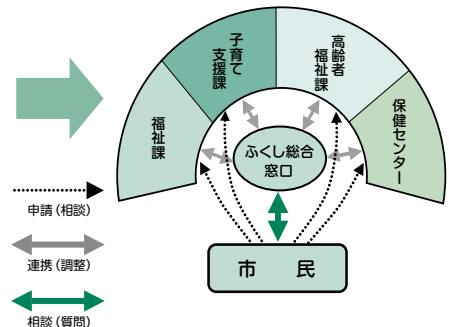 福祉課
子育て
支援課
高齢者
福祉課
保健センター
ふくし総合
窓口
市　民
申請（相談）
連携（調整）
相談（質問）